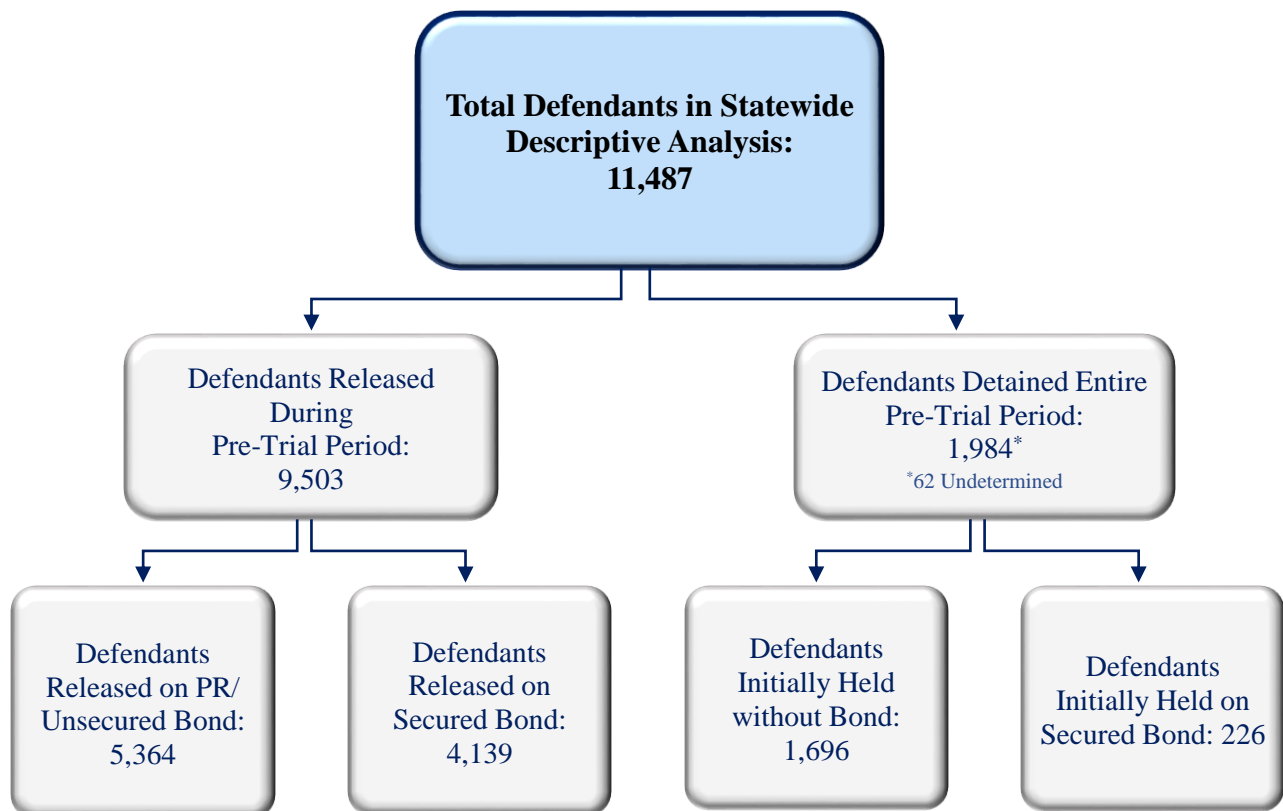 Total Defendants in Statewide
Descriptive Analysis:
11,487
Defendants Released
During
Pre-Trial Period:
9,503
Defendants Detained Entire
Pre-Trial Period:
1,984*
*62 Undetermined
Defendants
Released on PR/
Unsecured Bond:
5,364
Defendants
Released on
Secured Bond:
4,139
Defendants
Initially Held
without Bond:
1,696
Defendants
Initially Held on
Secured Bond: 226